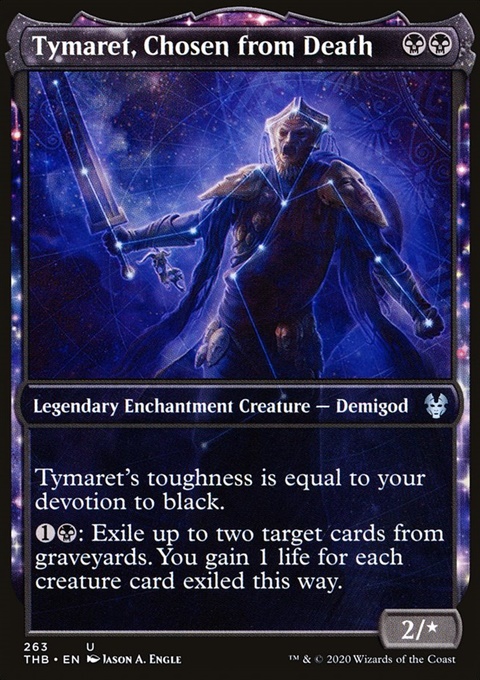 Tymaret, Chosen from Death
Legendary Enchantment Creature — Demigod
Tymaret's toughness is equal to your
devotion to black.
1: Exile up to two target cards from
graveyards. You gain 1 life for each
creature card exiled this way.
2/*
263 U
THB • EN Jason A. Engle
™ & © 2020 Wizards of the Coast